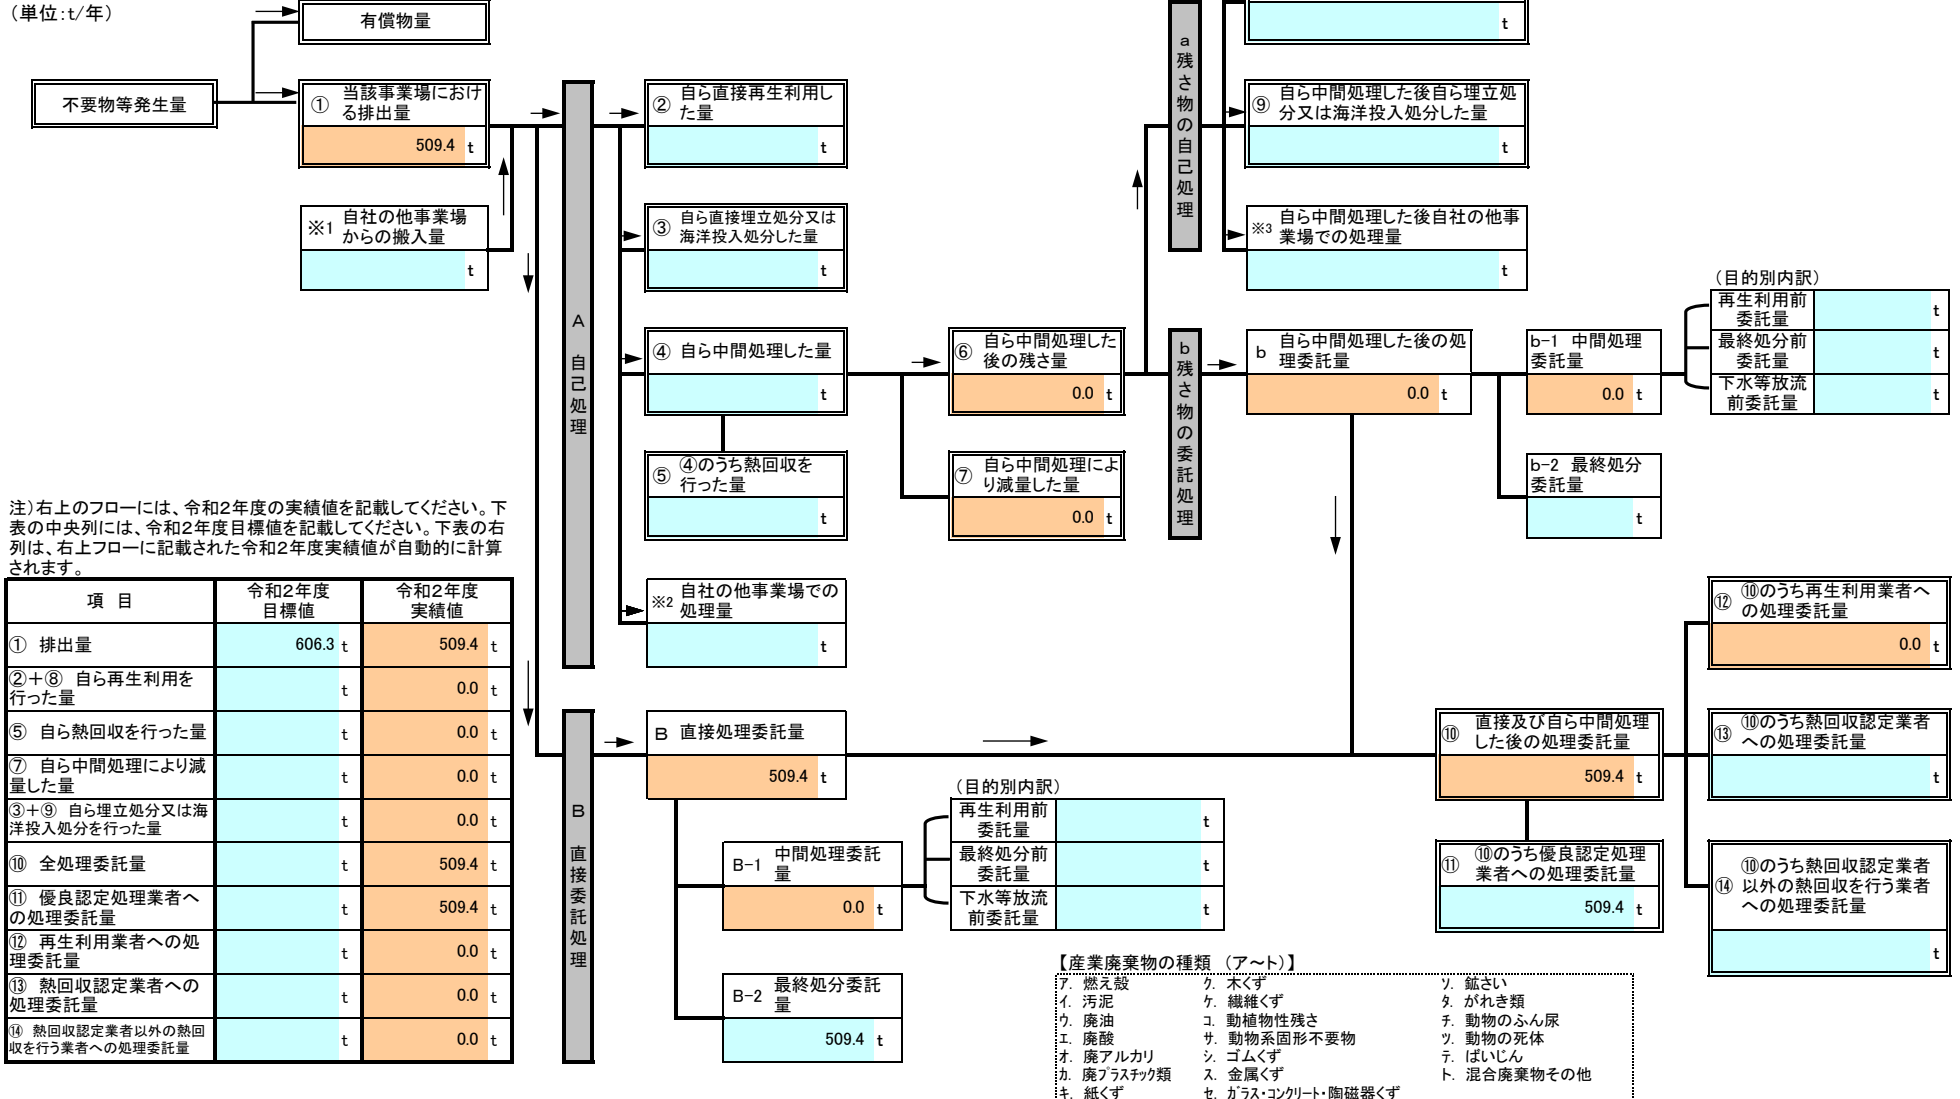 （単位：t/年）
有償物量
t
不要物等発生量
① 当該事業場におけ
る排出量
509.4 t
※1 自社の他事業場
からの搬入量
t
A 自己処理
② 自ら直接再生利用し
た量
t
③ 自ら直接埋立処分又は
海洋投入処分した量
t
④ 自ら中間処理した量
t
⑤ ④のうち熱回収を
行った量
t
※2 自社の他事業場での
処理量
t
⑥ 自ら中間処理した
後の残さ量
0.0 t
⑦ 自ら中間処理によ
り減量した量
0.0 t
a 残さ物の自己処理
⑨ 自ら中間処理した後自ら埋立処
分又は海洋投入処分した量
t
※3 自ら中間処理した後自社の他事
業場での処理量
t
b 残さ物の委託処理
b 自ら中間処理した後の処
理委託量
0.0 t
b-1 中間処理
委託量
0.0 t
b-2 最終処分
委託量
t
（目的別内訳）
再生利用前
委託量 t
最終処分前
委託量 t
下水等放流
前委託量 t
注）右上のフローには、令和２年度の実績値を記載してください。下
表の中央列には、令和２年度目標値を記載してください。下表の右
列は、右上フローに記載された令和２年度実績値が自動的に計算
されます。
項 目 令和２年度
目標値 令和２年度
実績値
① 排出量 606.3 t 509.4 t
②＋⑧ 自ら再生利用を
行った量 t 0.0 t
⑤ 自ら熱回収を行った量 t 0.0 t
⑦ 自ら中間処理により減
量した量 t 0.0 t
③＋⑨ 自ら埋立処分又は海
洋投入処分を行った量 t 0.0 t
⑩ 全処理委託量 t 509.4 t
⑪ 優良認定処理業者へ
の処理委託量 t 509.4 t
⑫ 再生利用業者への処
理委託量 t 0.0 t
⑬ 熱回収認定業者への
処理委託量 t 0.0 t
⑭ 熱回収認定業者以外の熱回
収を行う業者への処理委託量 t 0.0 t
B 直接委託処理
B 直接処理委託量
509.4 t
B-1 中間処理委託
量
0.0 t
B-2 最終処分委託
量
509.4 t
（目的別内訳）
再生利用前
委託量 t
最終処分前
委託量 t
下水等放流
前委託量 t
⑩ 直接及び自ら中間処理
した後の処理委託量
509.4 t
⑪ ⑩のうち優良認定処理
業者への処理委託量
509.4 t
⑫ ⑩のうち再生利用業者へ
の処理委託量
0.0 t
⑬ ⑩のうち熱回収認定業者
への処理委託量
t
⑭ ⑩のうち熱回収認定業者
以外の熱回収を行う業者
への処理委託量
t
【産業廃棄物の種類 （ア～ト）】
ア. 燃え殻 ク. 木くず ソ. 鉱さい
イ. 汚泥 ケ. 繊維くず タ. がれき類
ウ. 廃油 コ. 動植物性残さ チ. 動物のふん尿
エ. 廃酸 サ. 動物系固形不要物 ツ. 動物の死体
オ. 廃アルカリ シ. ゴムくず テ. ばいじん
カ. 廃プラスチック類 ス. 金属くず ト. 混合廃棄物その他
キ. 紙くず セ. ガラス・コンクリート・陶磁器くず